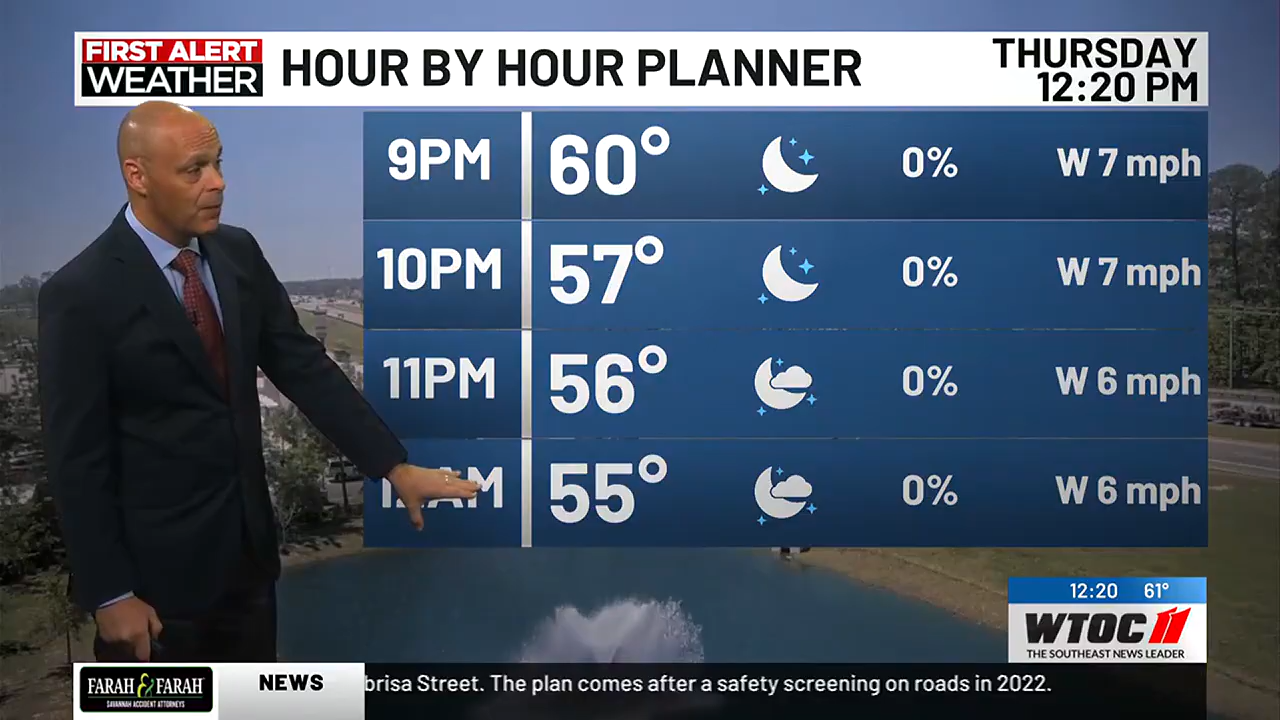 FIRST ALERT
WEATHER
HOUR BY HOUR PLANNER
THURSDAY
12:20 PM
9PM 60° 0% W 7 mph
10PM 57° 0% W 7 mph
11PM 56° 0% W 6 mph
55° 0% W 6 mph
12:20 61°
WTOC 11
THE SOUTHEAST NEWS LEADER
FARAH & FARAH
SAVANNAH ACCIDENT ATTORNEYS
NEWS
brisa Street. The plan comes after a safety screening on roads in 2022.